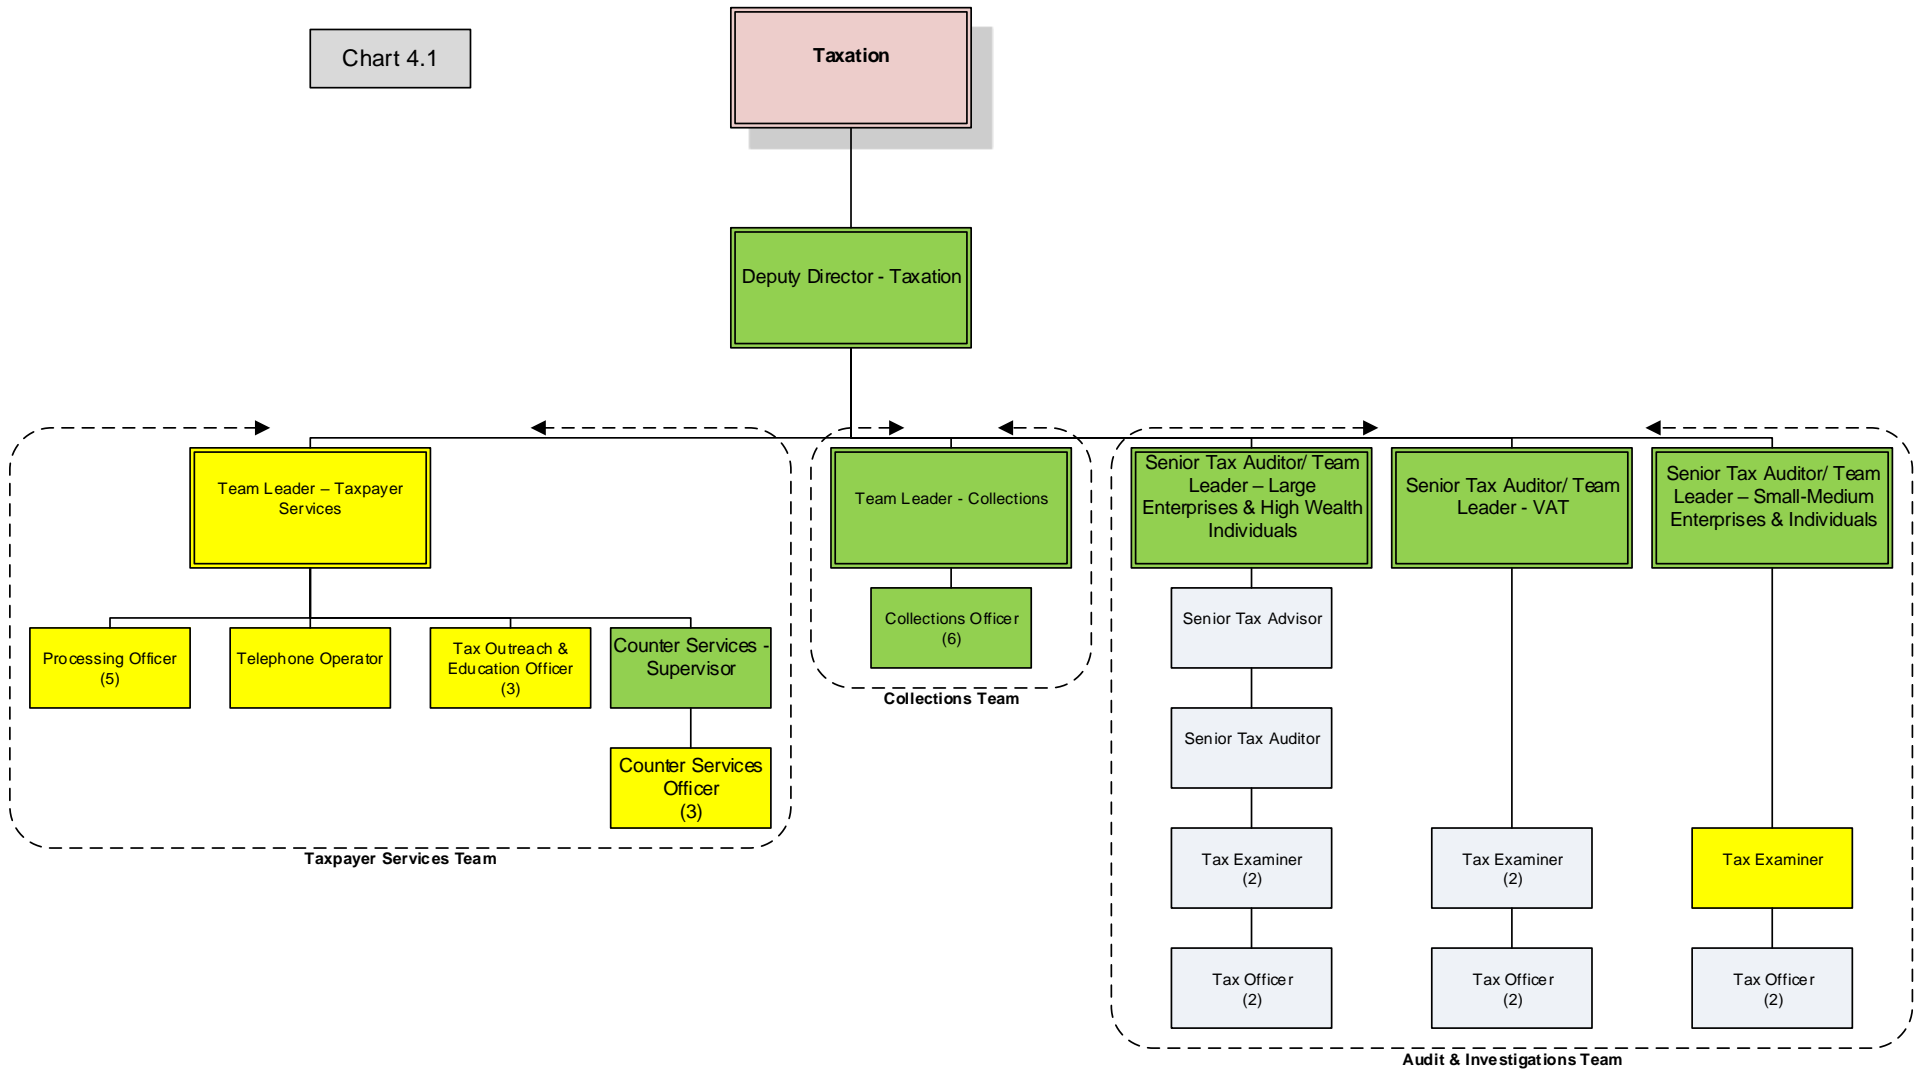 Chart 4.1
Taxation
Deputy Director - Taxation
Team Leader – Taxpayer
Services
Processing Officer
(5)
Telephone Operator
Tax Outreach &
Education Officer
(3)
Counter Services -
Supervisor
Counter Services
Officer
(3)
Taxpayer Services Team
Team Leader - Collections
Collections Officer
(6)
Collections Team
Senior Tax Auditor/ Team
Leader – Large
Enterprises & High Wealth
Individuals
Senior Tax Advisor
Senior Tax Auditor
Tax Examiner
(2)
Tax Officer
(2)
Senior Tax Auditor/ Team
Leader - VAT
Tax Examiner
(2)
Tax Officer
(2)
Senior Tax Auditor/ Team
Leader – Small-Medium
Enterprises & Individuals
Tax Examiner
Tax Officer
(2)
Audit & Investigations Team